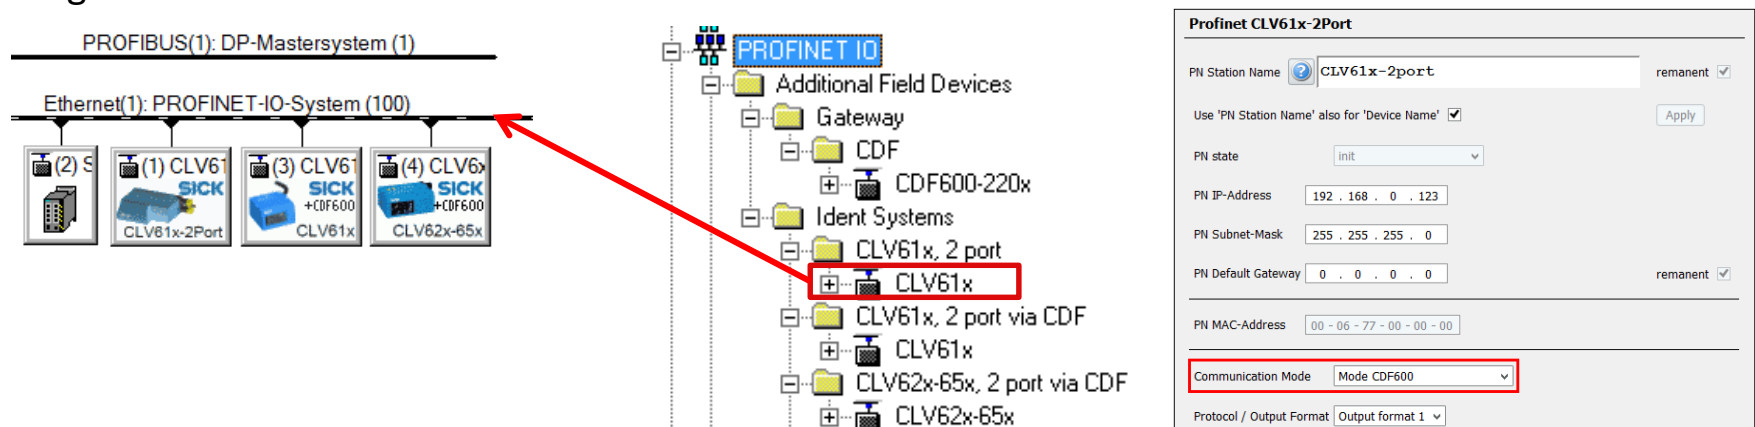 PROFIBUS(1): DP-Mastersystem (1)
Ethernet(1): PROFINET-IO-System (100)
(2) S
(1) CLV61
SICK
CLV61x-2Port
(3) CLV61
SICK
+CDF600
CLV61x
(4) CLV6x
SICK
+CDF600
CLV62x-65x
PROFINET IO
Additional Field Devices
Gateway
CDF
CDF600-220x
Ident Systems
CLV61x, 2 port
CLV61x
CLV61x, 2 port via CDF
CLV61x
CLV62x-65x, 2 port via CDF
CLV62x-65x
Profinet CLV61x-2Port
PN Station Name ? CLV61x-2port remanent
Use 'PN Station Name' also for 'Device Name' Apply
PN state init
PN IP-Address 192 . 168 . 0 . 123
PN Subnet-Mask 255 . 255 . 255 . 0
PN Default Gateway 0 . 0 . 0 . 0 remanent
PN MAC-Address 00 - 06 - 77 - 00 - 00 - 00
Communication Mode Mode CDF600
Protocol / Output Format Output format 1